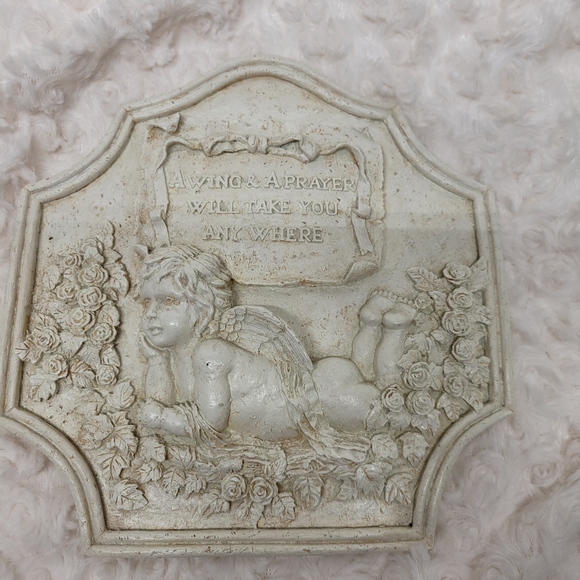 A WING & A PRAYER
WILL TAKE YOU
ANY WHERE